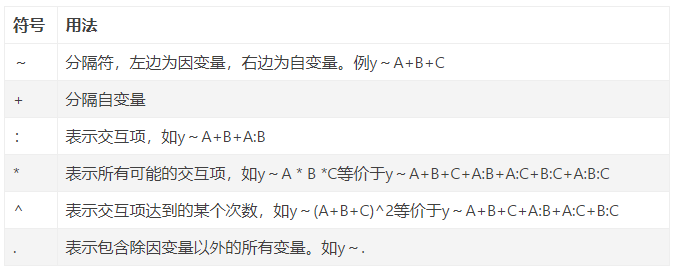 符号 用法
~ 分隔符，左边为因变量，右边为自变量。例y~A+B+C
+ 分隔自变量
: 表示交互项，如y~A+B+A:B
* 表示所有可能的交互项，如y~A * B *C等价于y~A+B+C+A:B+A:C+B:C+A:B:C
^ 表示交互项达到的某个次数，如y~(A+B+C)^2等价于y~A+B+C+A:B+A:C+B:C
. 表示包含除因变量以外的所有变量。如y~.